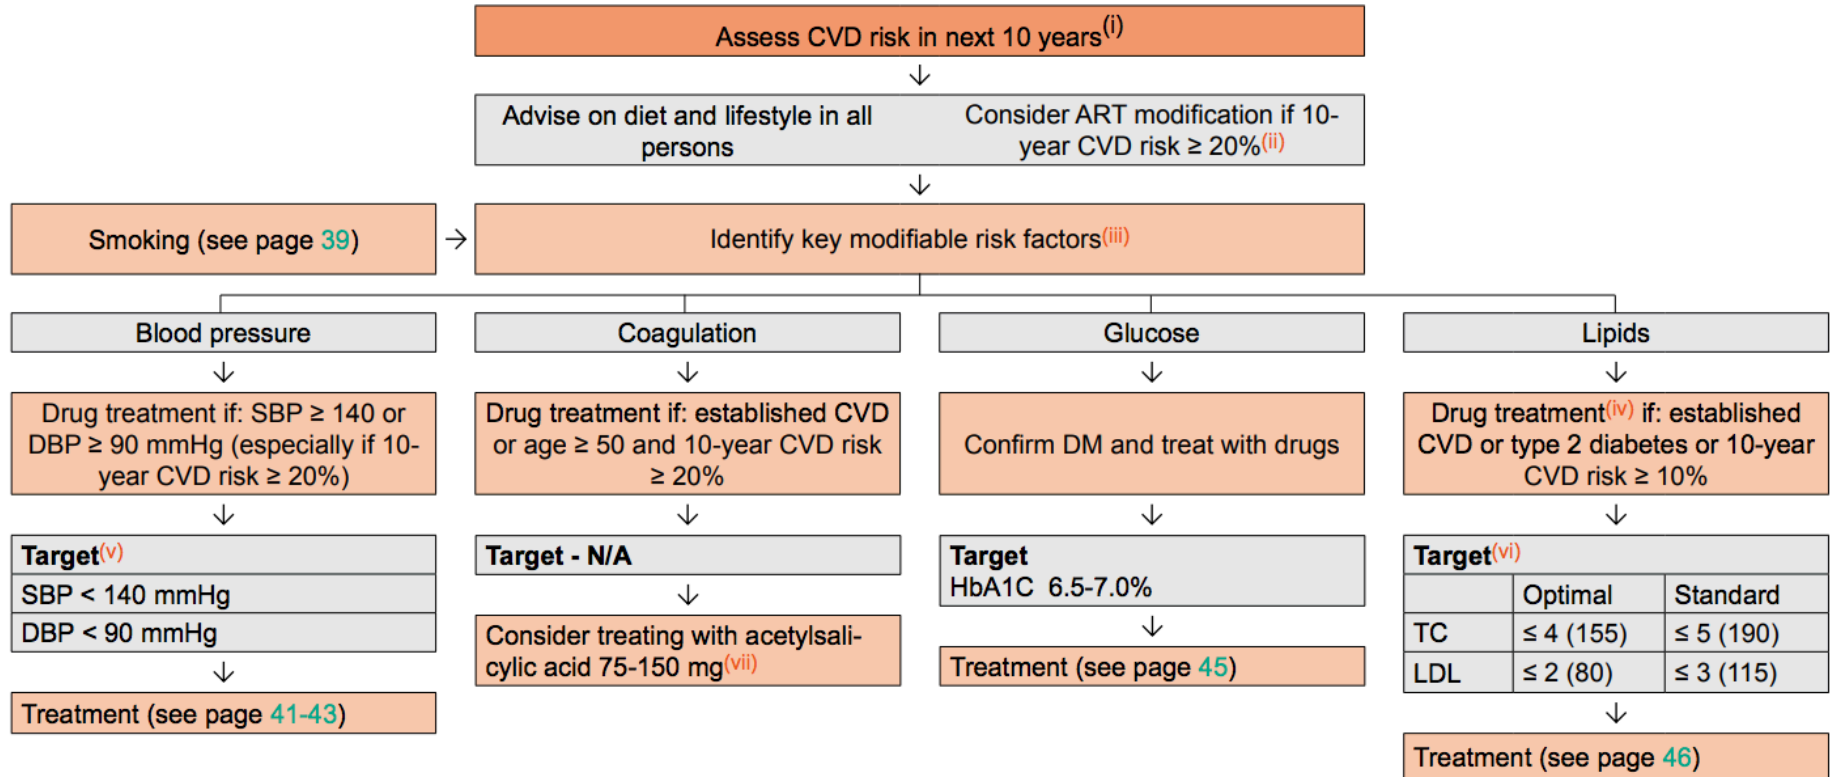 Assess CVD risk in next 10 years(i)
Advise on diet and lifestyle in all
persons
Consider ART modification if 10-
year CVD risk ≥ 20%(ii)
Smoking (see page 39)
Identify key modifiable risk factors(iii)
Blood pressure
Drug treatment if: SBP ≥ 140 or
DBP ≥ 90 mmHg (especially if 10-
year CVD risk ≥ 20%)
Target(v)
SBP < 140 mmHg
DBP < 90 mmHg
Treatment (see page 41-43)
Coagulation
Drug treatment if: established CVD
or age ≥ 50 and 10-year CVD risk
≥ 20%
Target - N/A
Consider treating with acetylsali-
cylic acid 75-150 mg(vii)
Glucose
Confirm DM and treat with drugs
Target
HbA1C 6.5-7.0%
Treatment (see page 45)
Lipids
Drug treatment(iv) if: established
CVD or type 2 diabetes or 10-year
CVD risk ≥ 10%
Target(vi)
Optimal Standard
TC ≤ 4 (155) ≤ 5 (190)
LDL ≤ 2 (80) ≤ 3 (115)
Treatment (see page 46)